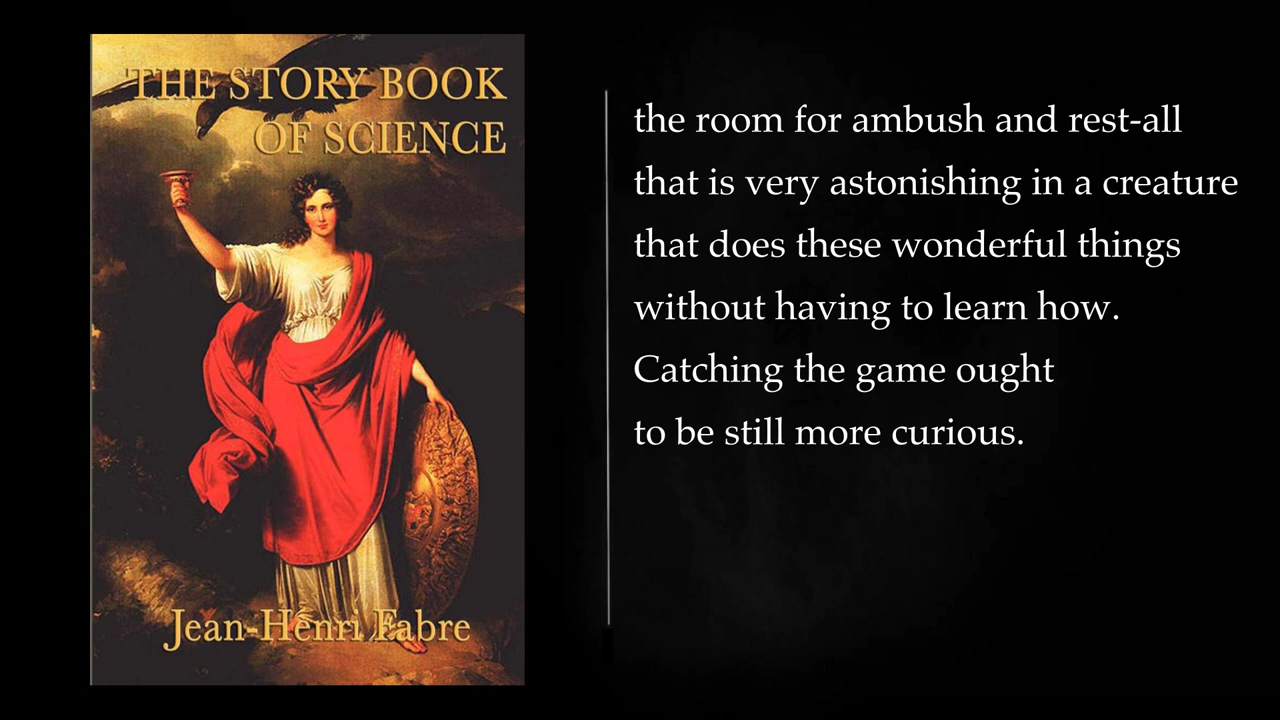 THE STORY BOOK
OF SCIENCE
Jean-Henri Fabre
the room for ambush and rest-all
that is very astonishing in a creature
that does these wonderful things
without having to learn how.
Catching the game ought
to be still more curious.